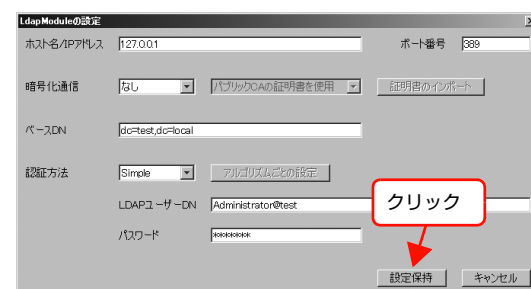 LdapModuleの設定
ホスト名/IPアドレス 127.0.0.1 ポート番号 389
暗号化通信 なし パブリックCAの証明書を使用 証明書のインポート
ベースDN dc=test,dc=local
認証方法 Simple アルゴリズムごとの設定
LDAPユーザーDN Administrator@test
クリック
パスワード ********
設定保持 キャンセル